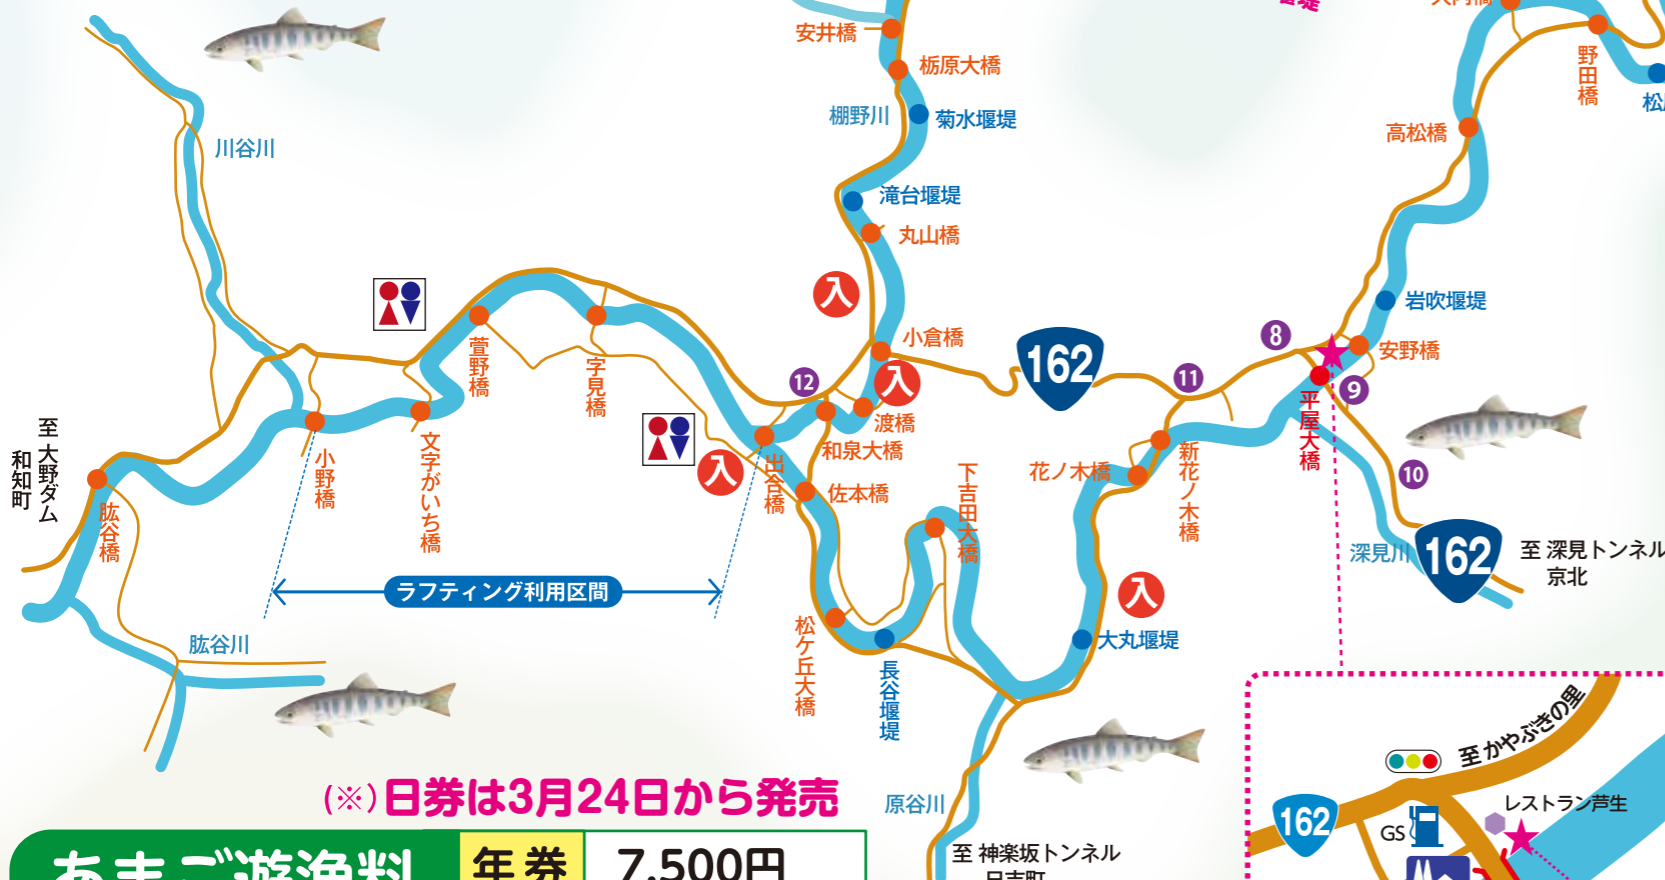 安井橋
栃原大橋
棚野川
菊水堰堤
川谷川
滝台堰堤
丸山橋
入
小倉橋
162
入
渡橋
12
和泉大橋
萱野橋
字見橋
文字がいち橋
小野橋
至 大野ダム
和知町
肱谷橋
入
出合橋
佐本橋
下吉田大橋
ラフティング利用区間
松ケ丘大橋
長谷堰堤
肱谷川
野田橋
高松橋
岩吹堰堤
8
安野橋
9
11
平屋大橋
10
新花ノ木橋
花ノ木橋
深見川
162
至 深見トンネル
京北
入
大丸堰堤
原谷川
至 神楽坂トンネル
(※)日券は3月24日から発売
あまご遊漁料
年券
7,500円
至 かやぶきの里
レストラン芦生
162
GS